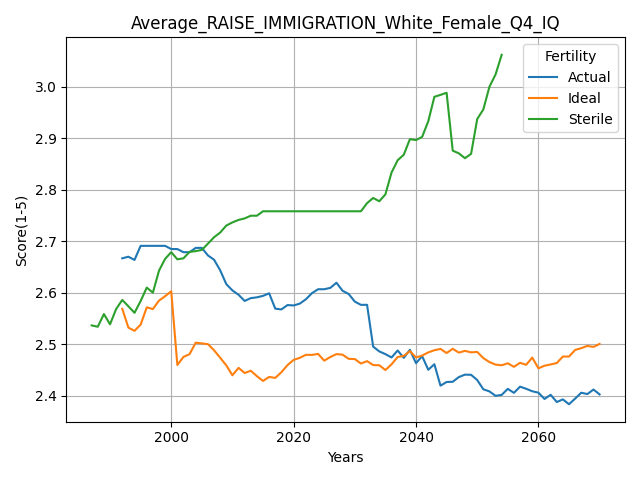 Average_RAISE_IMMIGRATION_White_Female_Q4_IQ
Score(1-5)
3.0
2.9
2.8
2.7
2.6
2.5
2.4
2000
2020
2040
2060
Years
Fertility
Actual
Ideal
Sterile